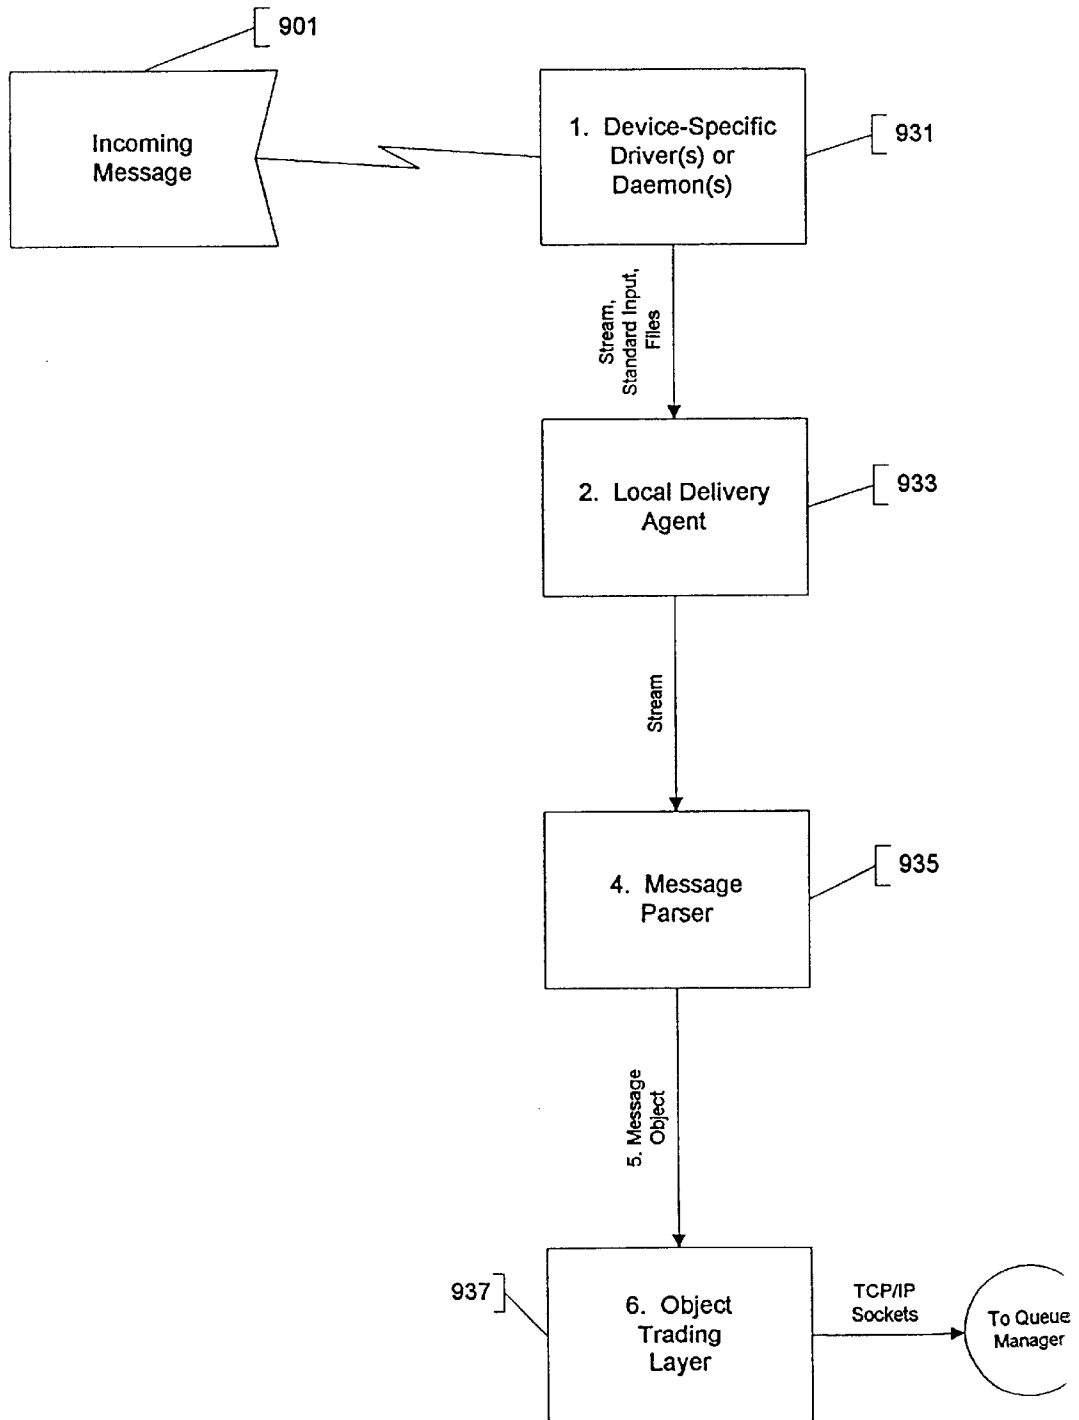 901
Incoming
Message
1. Device-Specific
Driver(s) or
Daemon(s)
931
Stream,
Standard Input,
Files
2. Local Delivery
Agent
933
Stream
4. Message
Parser
935
5. Message
Object
937
6. Object
Trading
Layer
TCP/IP
Sockets
To Queue
Manager